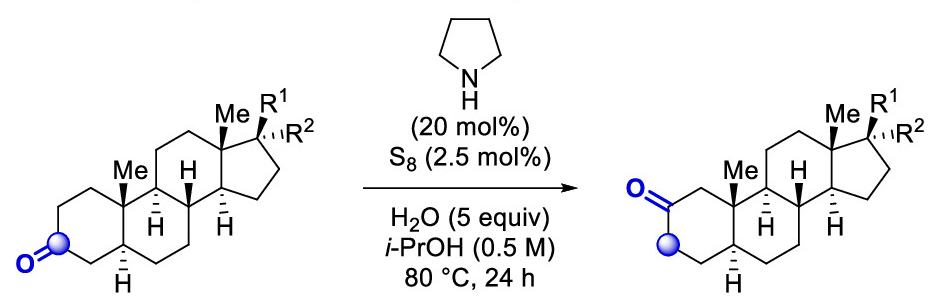 N
H
(20 mol%)
S₈ (2.5 mol%)
H₂O (5 equiv)
i-PrOH (0.5 M)
80 °C, 24 h
Me R¹
R²
Me
H
H
H
O
H
Me R¹
R²
Me
O
H
H
H
H